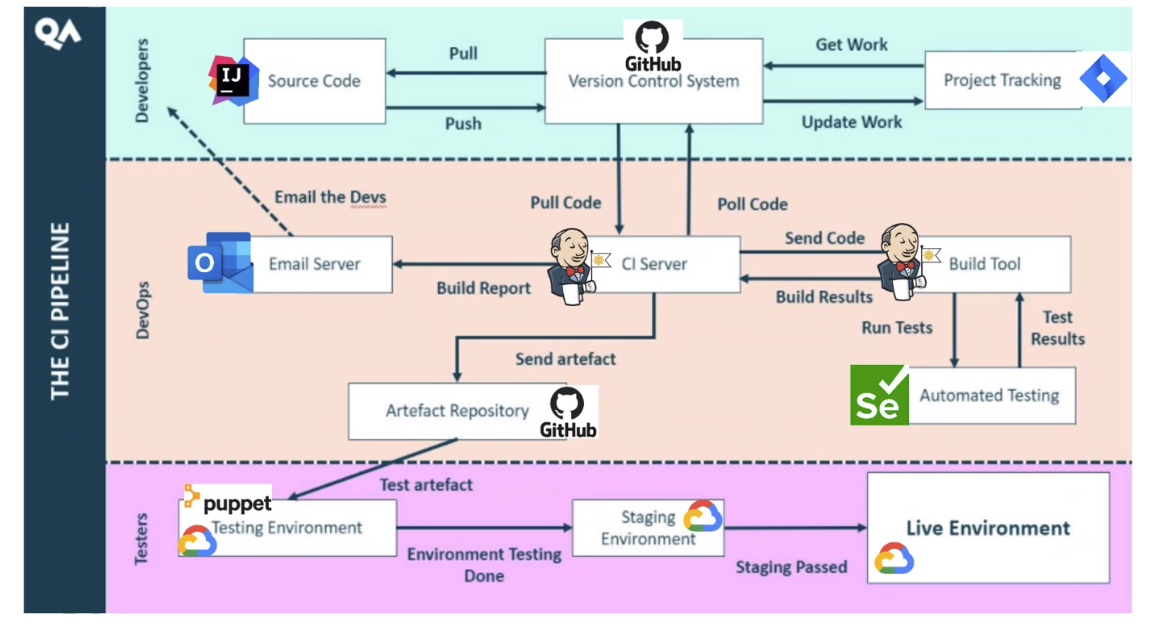 QA
THE CI PIPELINE
Developers
IJ
Source Code
Pull
Push
GitHub
Version Control System
Get Work
Update Work
Project Tracking
Email the Devs
Pull Code
Poll Code
DevOps
O
Email Server
Build Report
CI Server
Send Code
Build Results
Build Tool
Run Tests
Test
Results
Send artefact
Artefact Repository
GitHub
Se
Automated Testing
Testers
Test artefact
puppet
Testing Environment
Environment Testing
Done
Staging
Environment
Staging Passed
Live Environment